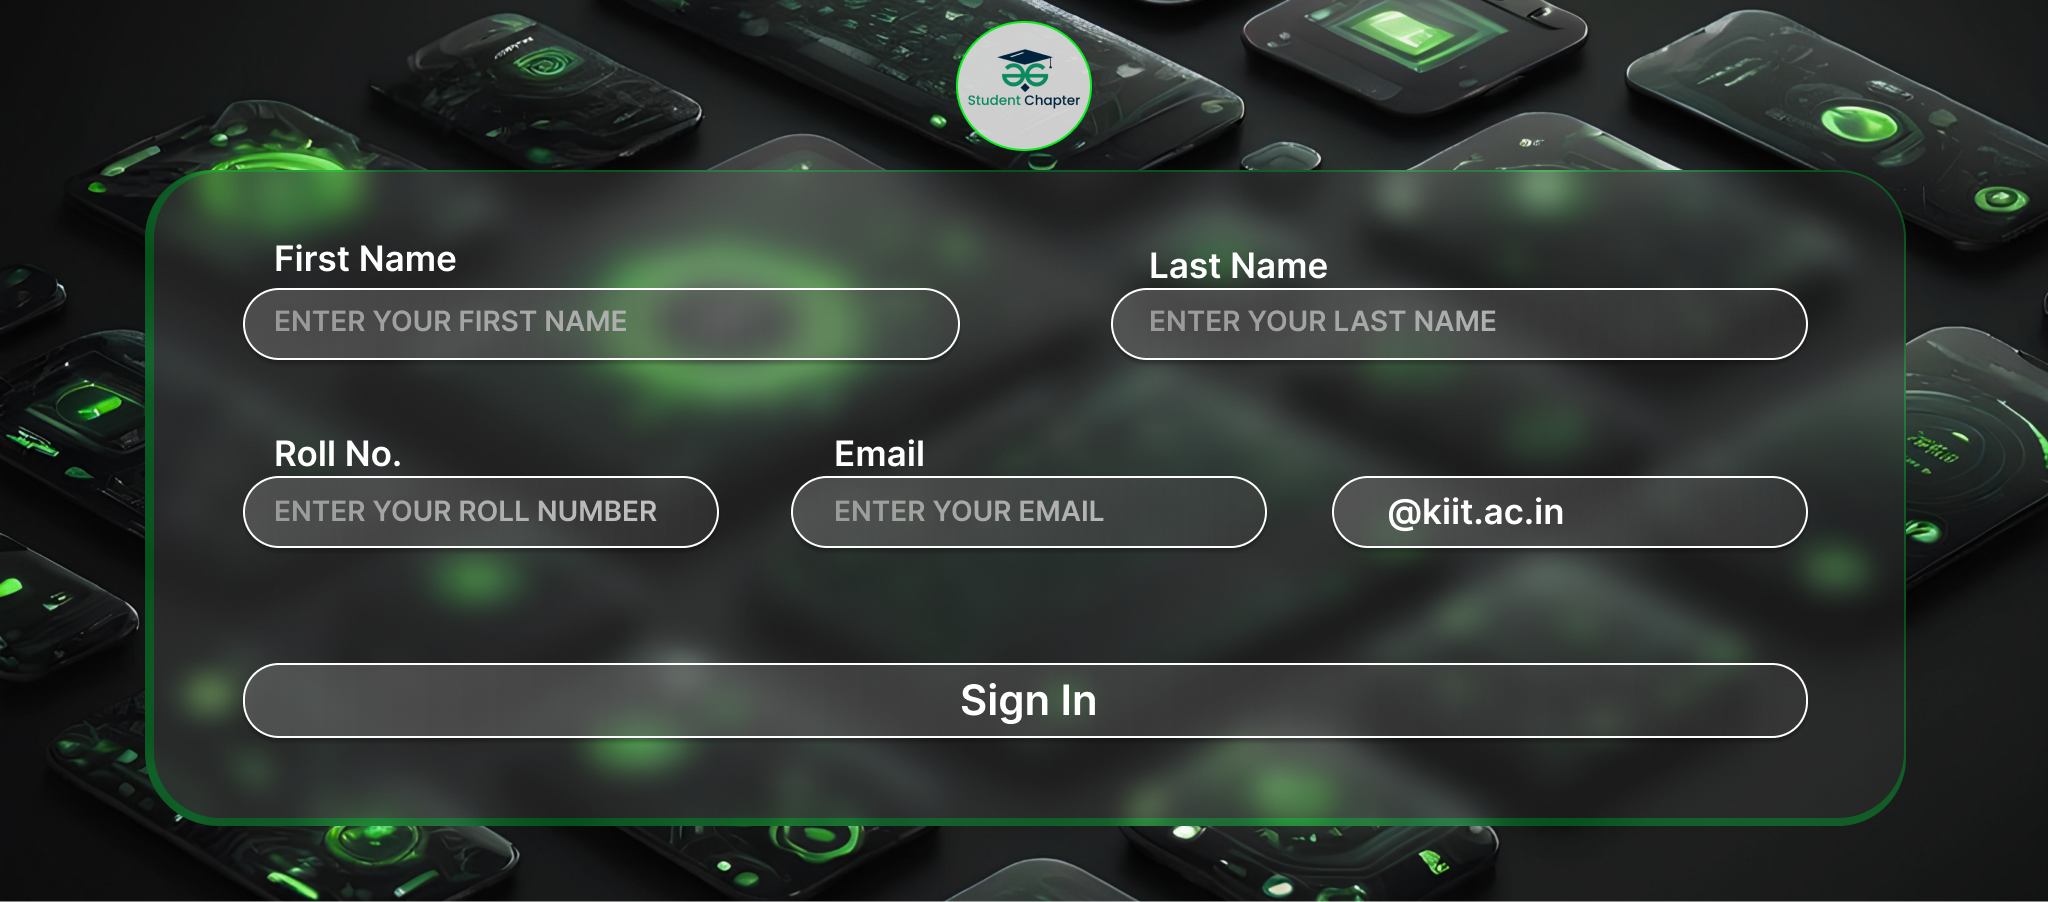 Student Chapter
First Name
Last Name
ENTER YOUR FIRST NAME
ENTER YOUR LAST NAME
Roll No.
Email
ENTER YOUR ROLL NUMBER
ENTER YOUR EMAIL
@kiit.ac.in
Sign In